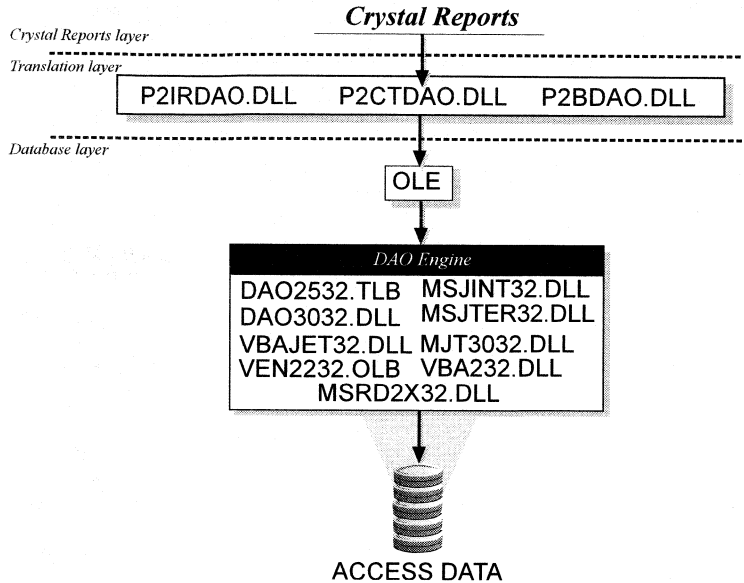 Crystal Reports
Crystal Reports layer
Translation layer
P2IRDAO.DLL P2CTDAO.DLL P2BDAO.DLL
Database layer
OLE
DAO Engine
DAO2532.TLB MSJINT32.DLL
DAO3032.DLL MSJTER32.DLL
VBAJET32.DLL MJT3032.DLL
VEN2232.OLB VBA232.DLL
MSRD2X32.DLL
ACCESS DATA